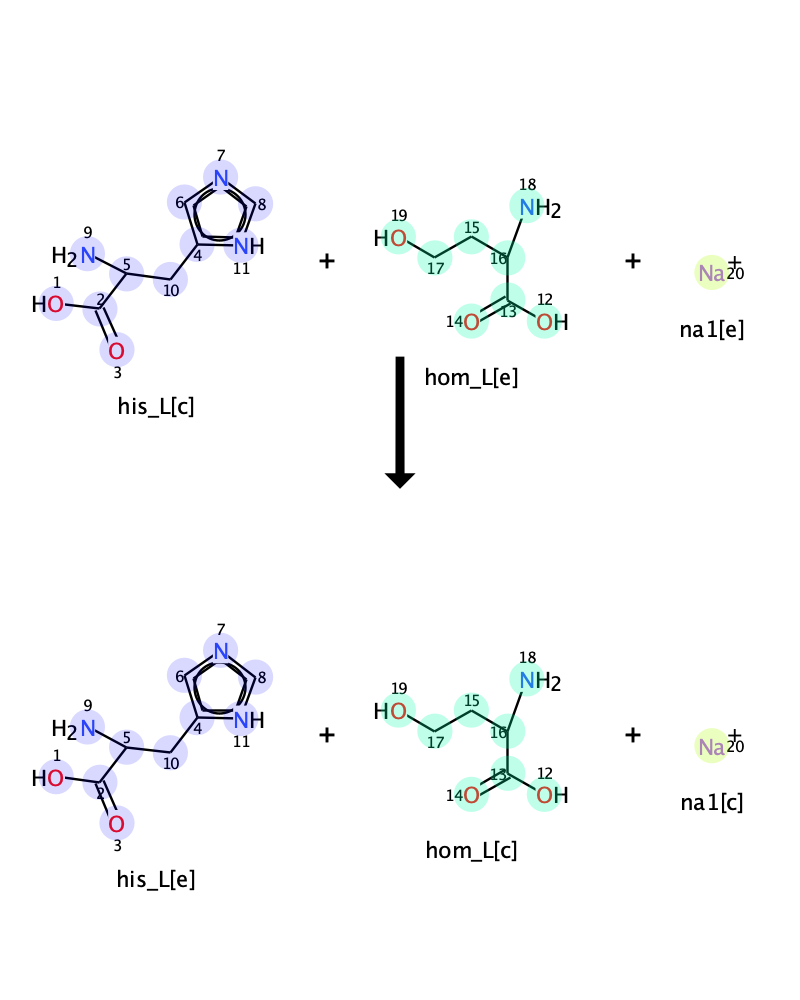 7
6
N
8
9
H2N
5
4
NH
11
1
HO
2
10
O
3
his_L[c]
+
18
NH2
19
HO
15
16
17
12
13
14O
OH
hom_L[e]
+
Na+
20
na1[e]
7
6
N
8
9
H2N
5
4
NH
11
1
HO
2
10
O
3
his_L[e]
+
18
NH2
19
HO
15
16
17
12
13
14O
OH
hom_L[c]
+
Na+
20
na1[c]